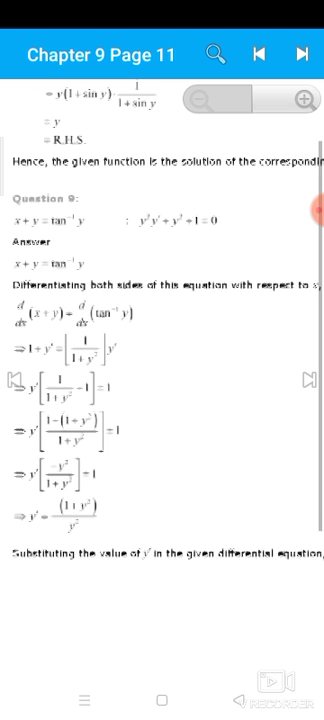 Chapter 9 Page 11
= y(1+sin y) · 1/(1+sin y)
= y
= R.H.S.
Hence, the given function is the solution of the correspondin
Question 9:
x + y = tan⁻¹ y : y² y' + y² + 1 = 0
Answer
x + y = tan⁻¹ y
Differentiating both sides of this equation with respect to x,
d/dx (x + y) = d/dx (tan⁻¹ y)
⇒ 1 + y' = [1/(1 + y²)] y'
⇒ y' [1/(1 + y²) − 1] = 1
⇒ y' [(1 − (1 + y²))/(1 + y²)] = 1
⇒ y' [−y²/(1 + y²)] = 1
⇒ y' = (1 + y²)/y²
Substituting the value of y' in the given differential equation,
RECORDER